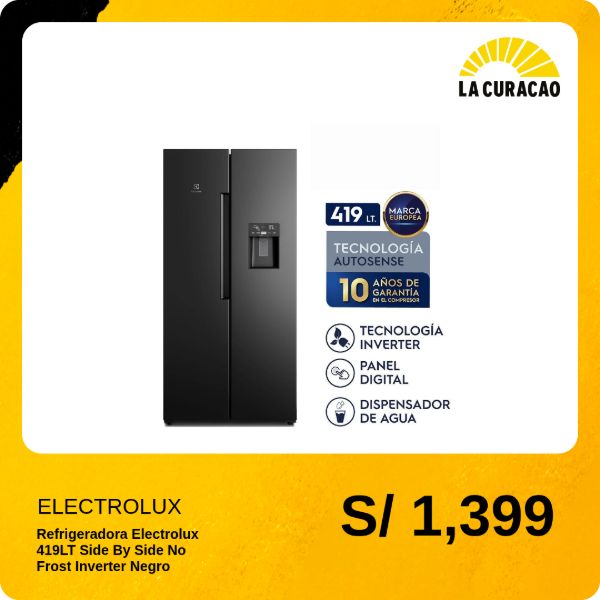 LA CURACAO
419 LT.
MARCA
EUROPEA
TECNOLOGÍA
AUTOSENSE
10 AÑOS DE
GARANTÍA
EN EL COMPRESOR
TECNOLOGÍA
INVERTER
PANEL
DIGITAL
DISPENSADOR
DE AGUA
ELECTROLUX
Refrigeradora Electrolux
419LT Side By Side No
Frost Inverter Negro
S/ 1,399